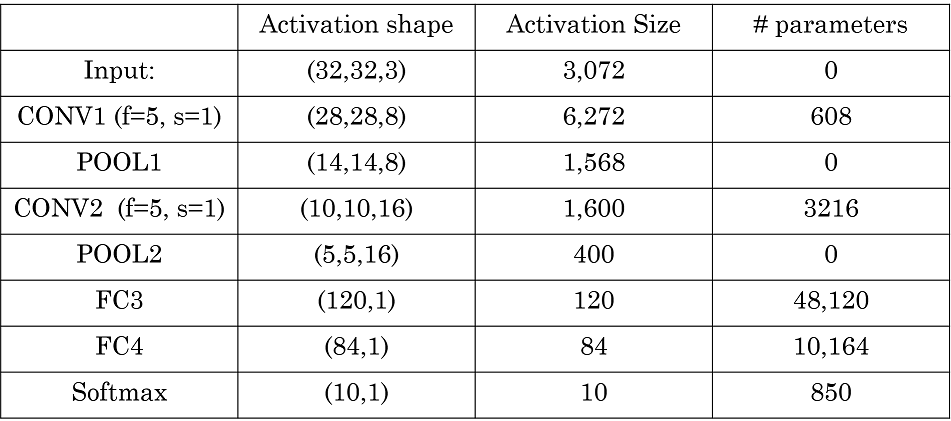 Activation shape Activation Size # parameters
Input: (32,32,3) 3,072 0
CONV1 (f=5, s=1) (28,28,8) 6,272 608
POOL1 (14,14,8) 1,568 0
CONV2 (f=5, s=1) (10,10,16) 1,600 3216
POOL2 (5,5,16) 400 0
FC3 (120,1) 120 48,120
FC4 (84,1) 84 10,164
Softmax (10,1) 10 850